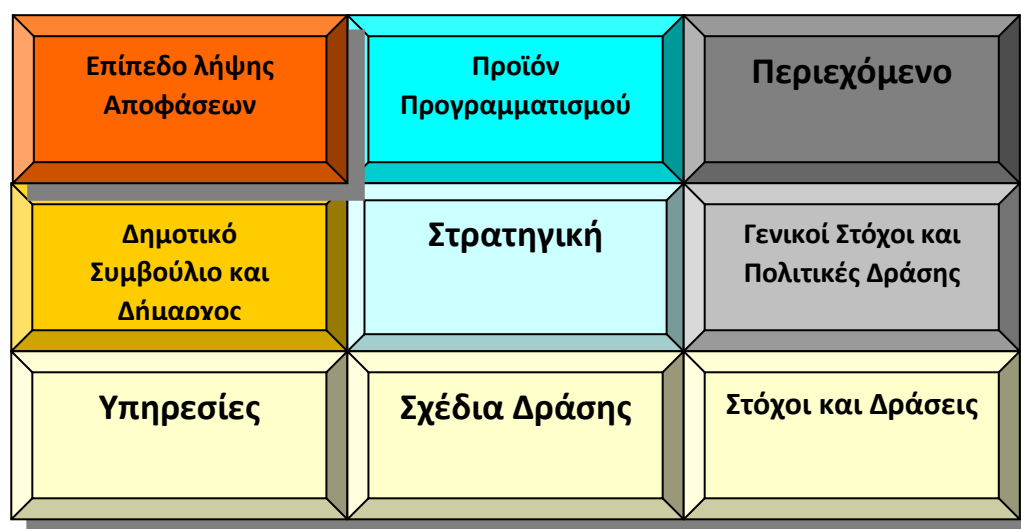 Επίπεδο λήψης
Αποφάσεων
Προϊόν
Προγραμματισμού
Περιεχόμενο
Δημοτικό
Συμβούλιο και
Δήμαρχος
Στρατηγική
Γενικοί Στόχοι και
Πολιτικές Δράσης
Υπηρεσίες
Σχέδια Δράσης
Στόχοι και Δράσεις